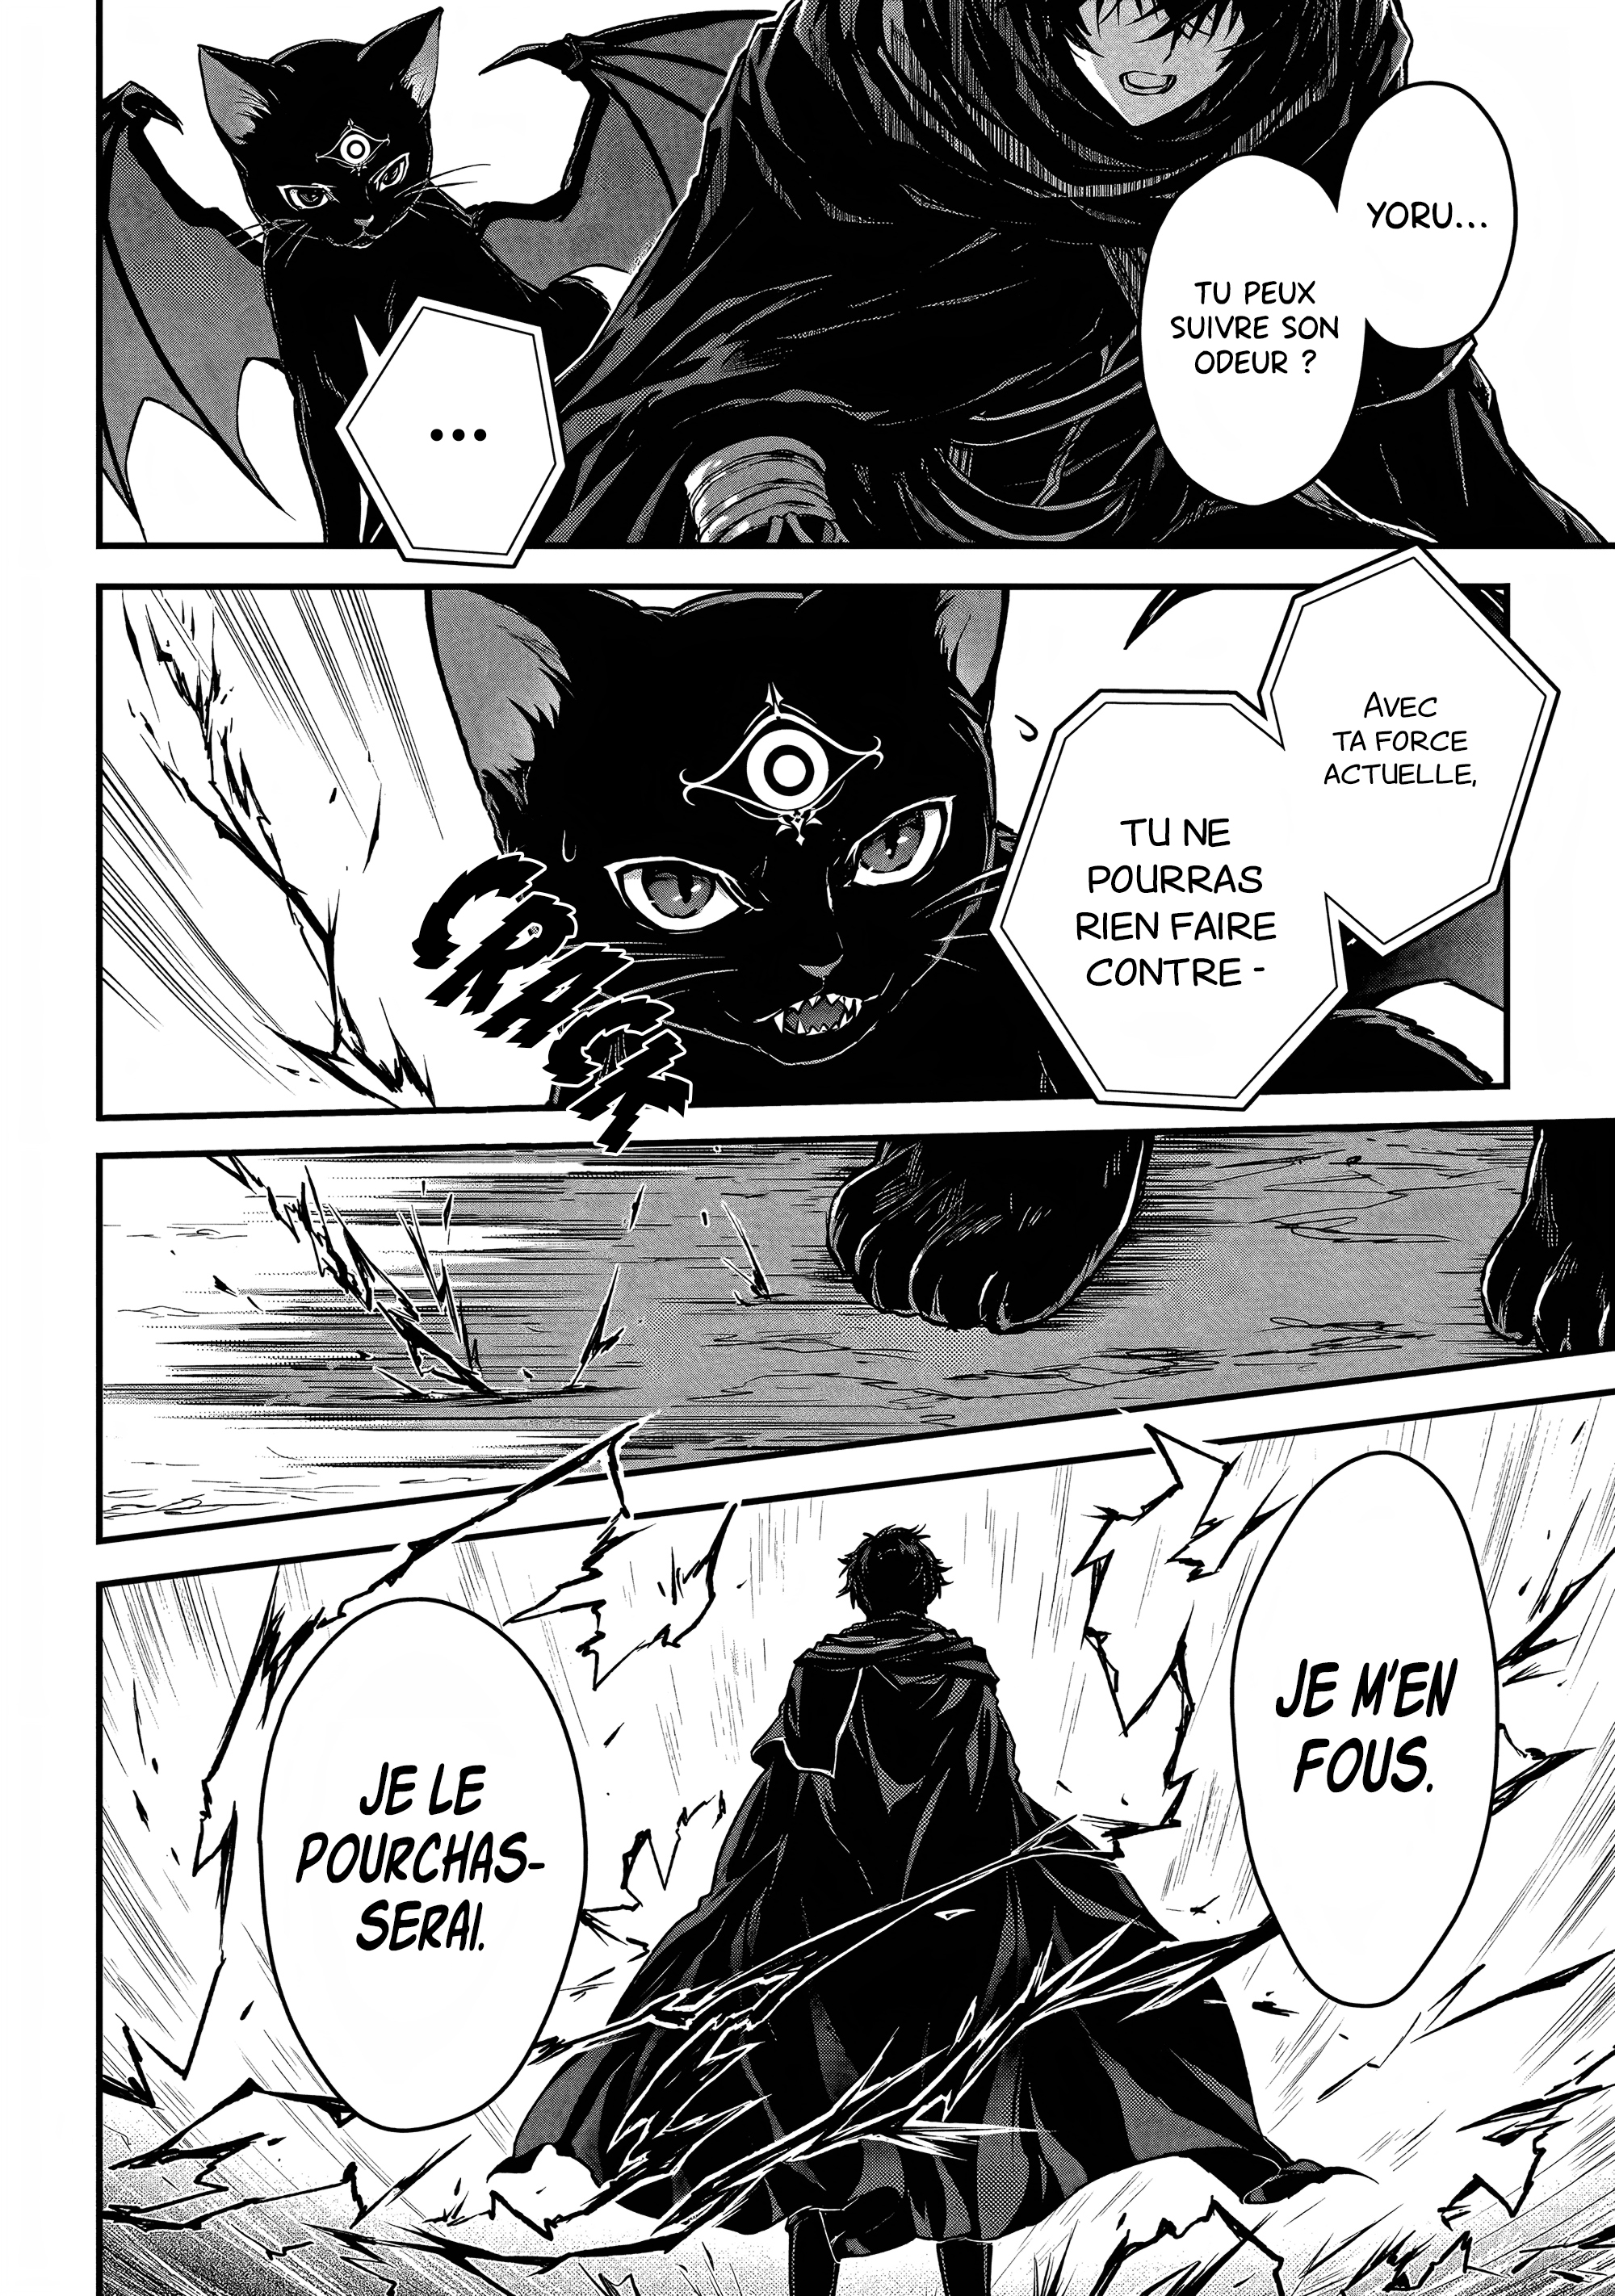 YORU...
TU PEUX
SUIVRE SON
ODEUR ?
...
AVEC
TA FORCE
ACTUELLE,
TU NE
POURRAS
RIEN FAIRE
CONTRE -
CRACK
JE M'EN
FOUS.
JE LE
POURCHAS-
SERAI.